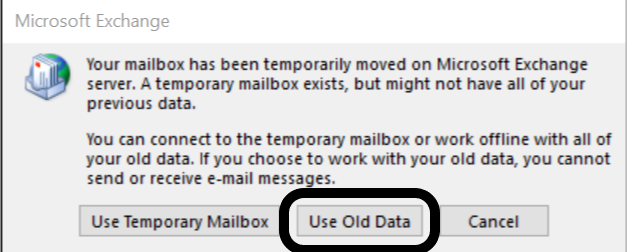 Microsoft Exchange
Your mailbox has been temporarily moved on Microsoft Exchange
server. A temporary mailbox exists, but might not have all of your
previous data.
You can connect to the temporary mailbox or work offline with all of
your old data. If you choose to work with your old data, you cannot
send or receive e-mail messages.
Use Temporary Mailbox Use Old Data Cancel